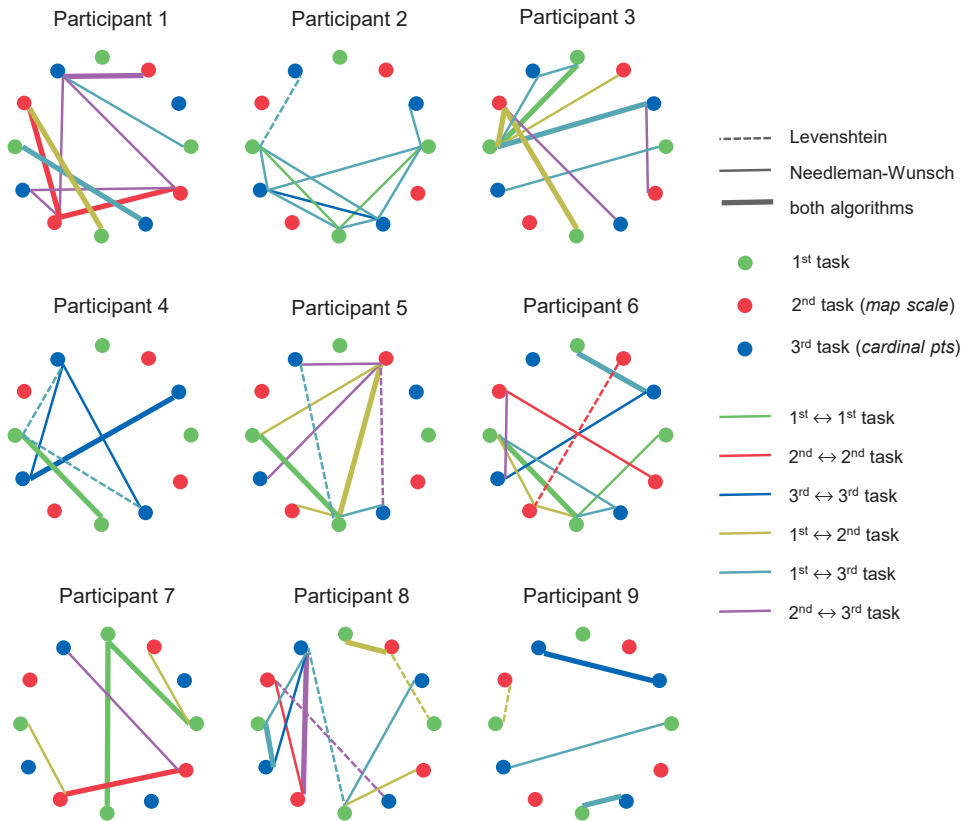 Participant 1
Participant 2
Participant 3
Levenshtein
Needleman-Wunsch
both algorithms
1st task
2nd task (map scale)
3rd task (cardinal pts)
Participant 4
Participant 5
Participant 6
1st ↔ 1st task
2nd ↔ 2nd task
3rd ↔ 3rd task
1st ↔ 2nd task
1st ↔ 3rd task
2nd ↔ 3rd task
Participant 7
Participant 8
Participant 9